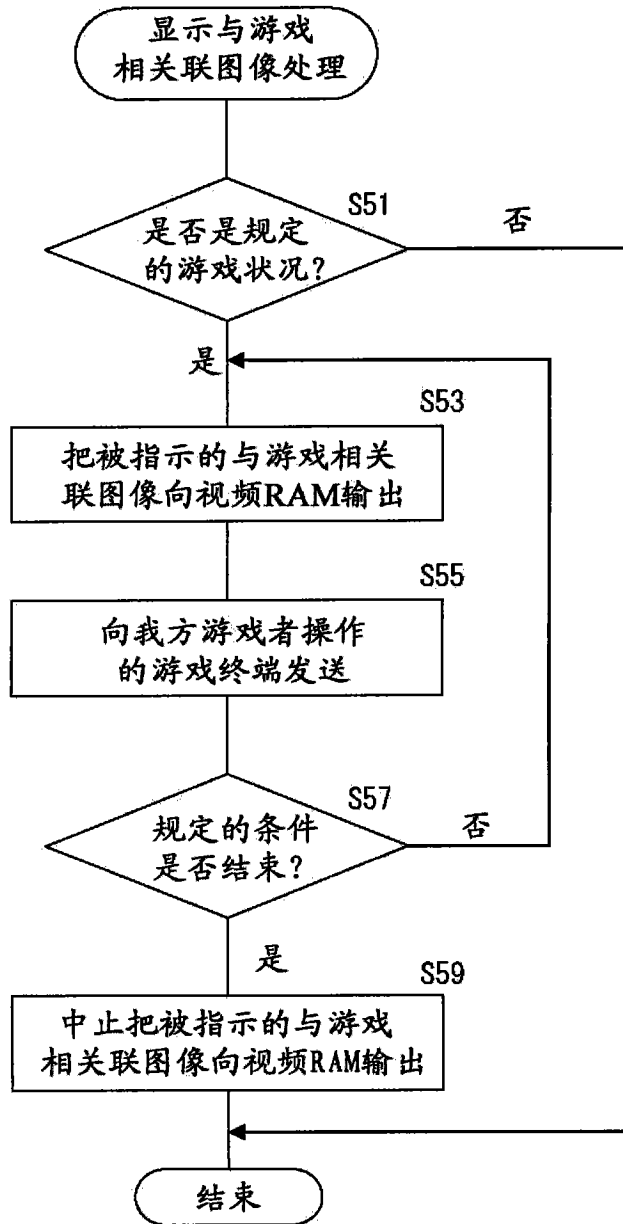 显示与游戏
相关联图像处理
S51
是否是规定
的游戏状况?
否
是
S53
把被指示的与游戏相关
联图像向视频RAM输出
S55
向我方游戏者操作
的游戏终端发送
S57
规定的条件
是否结束?
否
是
S59
中止把被指示的与游戏
相关联图像向视频RAM输出
结束